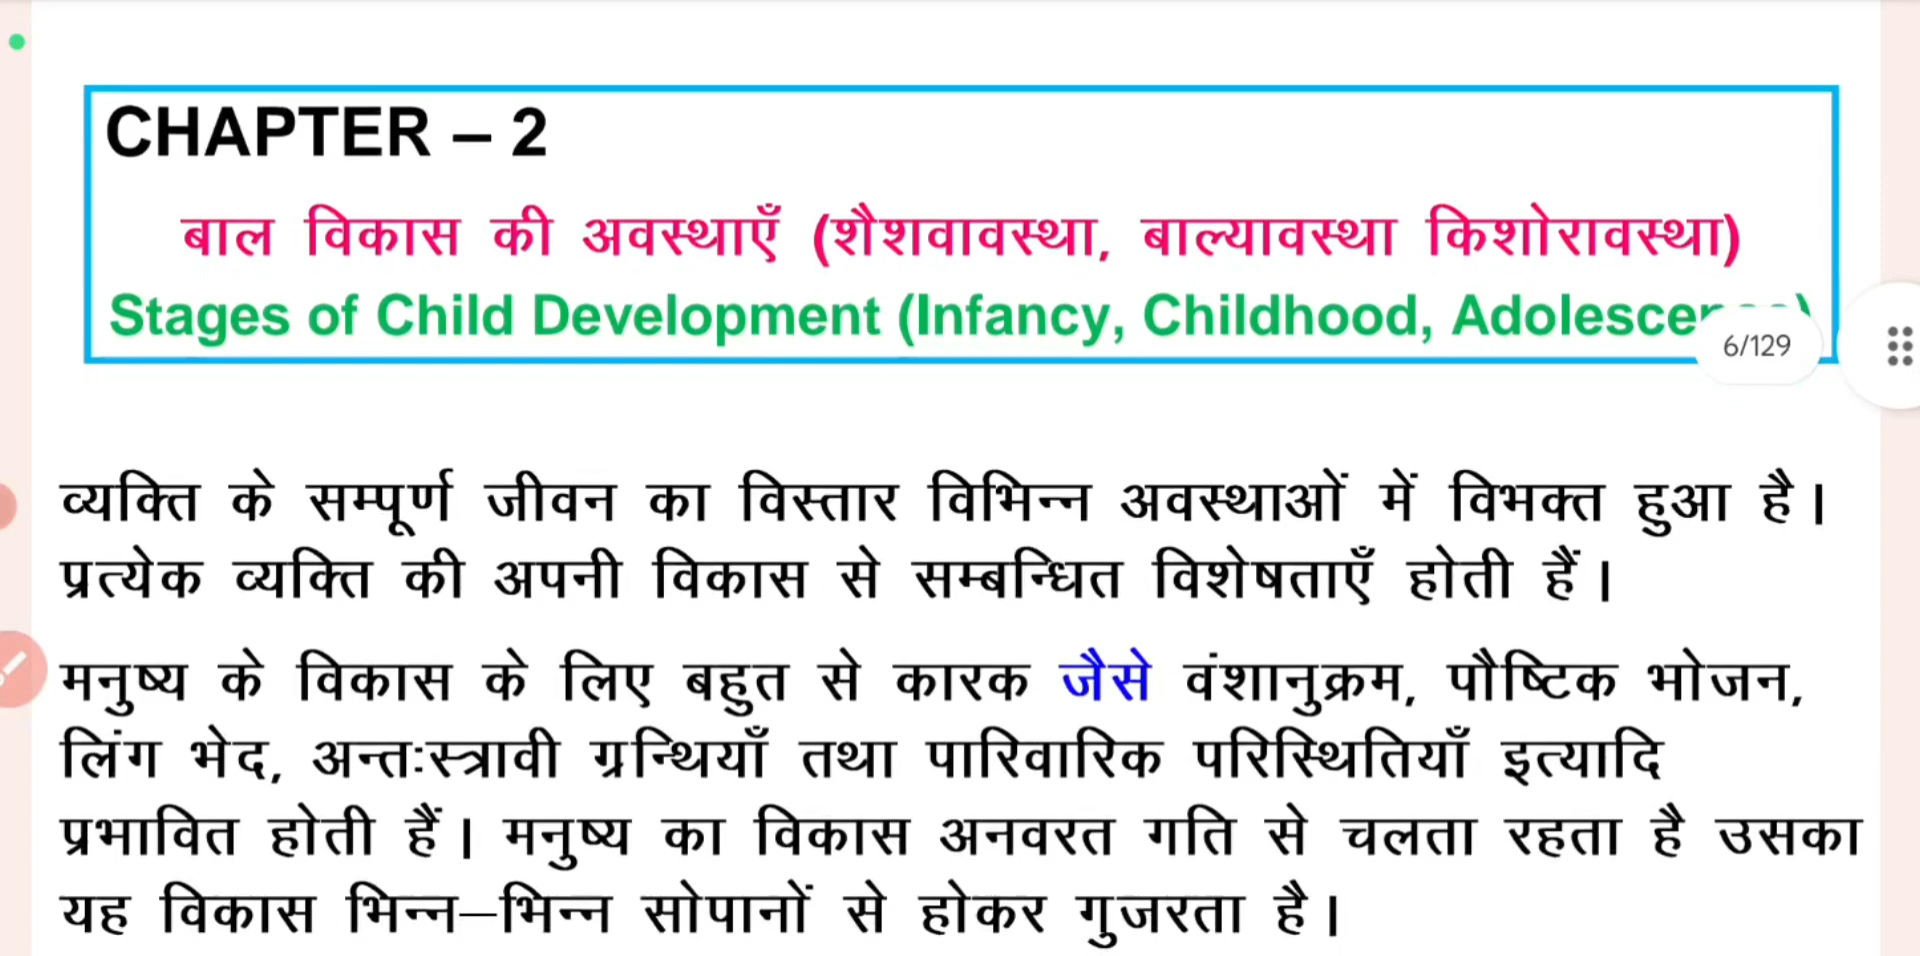 CHAPTER – 2
बाल विकास की अवस्थाएँ (शैशवावस्था, बाल्यावस्था किशोरावस्था)
Stages of Child Development (Infancy, Childhood,
6/129
व्यक्ति के सम्पूर्ण जीवन का विस्तार विभिन्न अवस्थाओं में विभक्त हुआ है।
प्रत्येक व्यक्ति की अपनी विकास से सम्बन्धित विशेषताएँ होती हैं।
मनुष्य के विकास के लिए बहुत से कारक जैसे वंशानुक्रम, पौष्टिक भोजन,
लिंग भेद, अन्तःस्त्रावी ग्रन्थियाँ तथा पारिवारिक परिस्थितियाँ इत्यादि
प्रभावित होती हैं। मनुष्य का विकास अनवरत गति से चलता रहता है उसका
यह विकास भिन्न–भिन्न सोपानों से होकर गुजरता है।